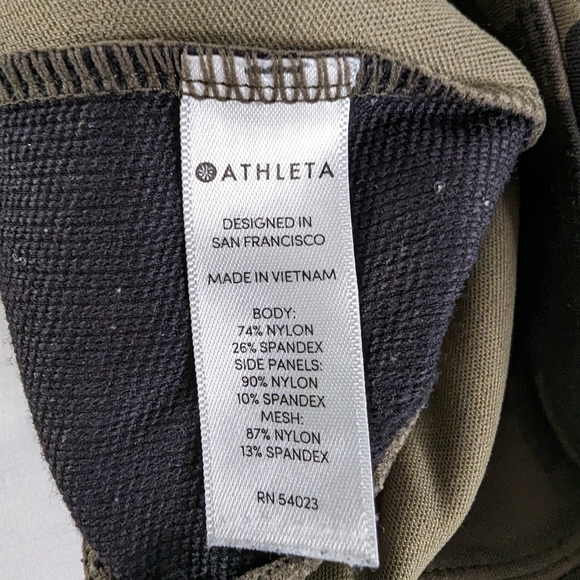 ATHLETA
DESIGNED IN
SAN FRANCISCO
MADE IN VIETNAM
BODY:
74% NYLON
26% SPANDEX
SIDE PANELS:
90% NYLON
10% SPANDEX
MESH:
87% NYLON
13% SPANDEX
RN 54023